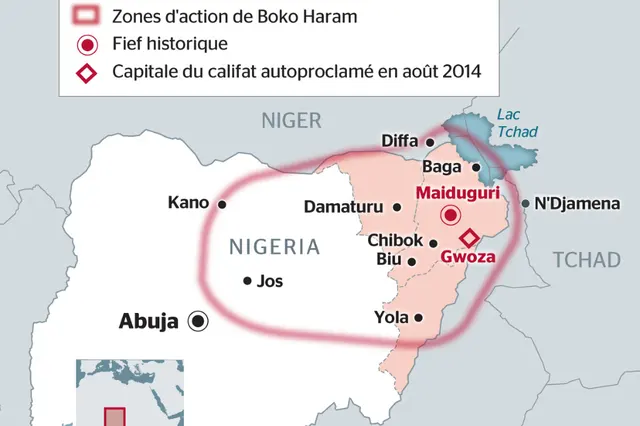 Zones d'action de Boko Haram
Fief historique
Capitale du califat autoproclamé en août 2014
NIGER
Lac
Tchad
Diffa
Baga
Maiduguri
Kano
Damaturu
N'Djamena
NIGERIA
Chibok
Gwoza
TCHAD
Biu
Jos
Abuja
Yola